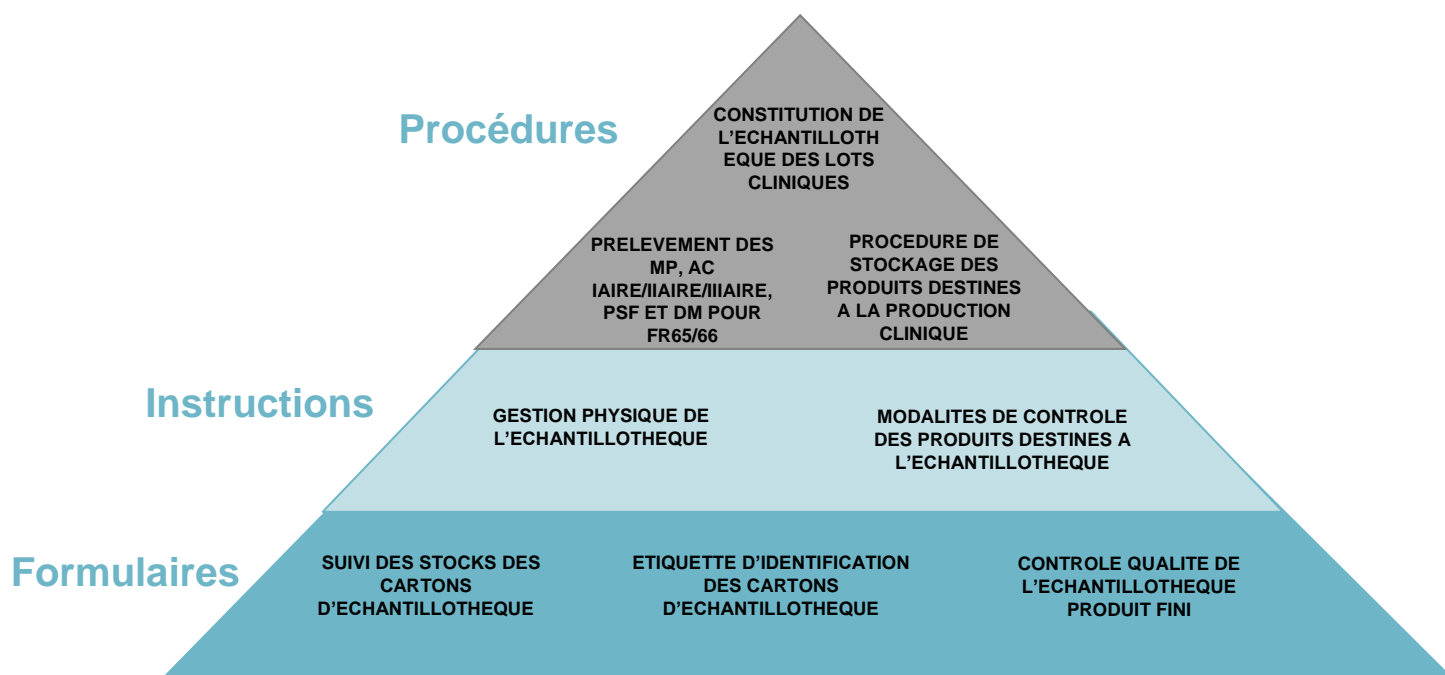 Procédures
CONSTITUTION DE
L'ECHANTILLOTH
EQUE DES LOTS
CLINIQUES
PRELEVEMENT DES
MP, AC
IAIRE/IIAIRE/IIIAIRE,
PSF ET DM POUR
FR65/66
PROCEDURE DE
STOCKAGE DES
PRODUITS DESTINES
A LA PRODUCTION
CLINIQUE
Instructions
GESTION PHYSIQUE DE
L'ECHANTILLOTHEQUE
MODALITES DE CONTROLE
DES PRODUITS DESTINES A
L'ECHANTILLOTHEQUE
Formulaires
SUIVI DES STOCKS DES
CARTONS
D'ECHANTILLOTHEQUE
ETIQUETTE D'IDENTIFICATION
DES CARTONS
D'ECHANTILLOTHEQUE
CONTROLE QUALITE DE
L'ECHANTILLOTHEQUE
PRODUIT FINI